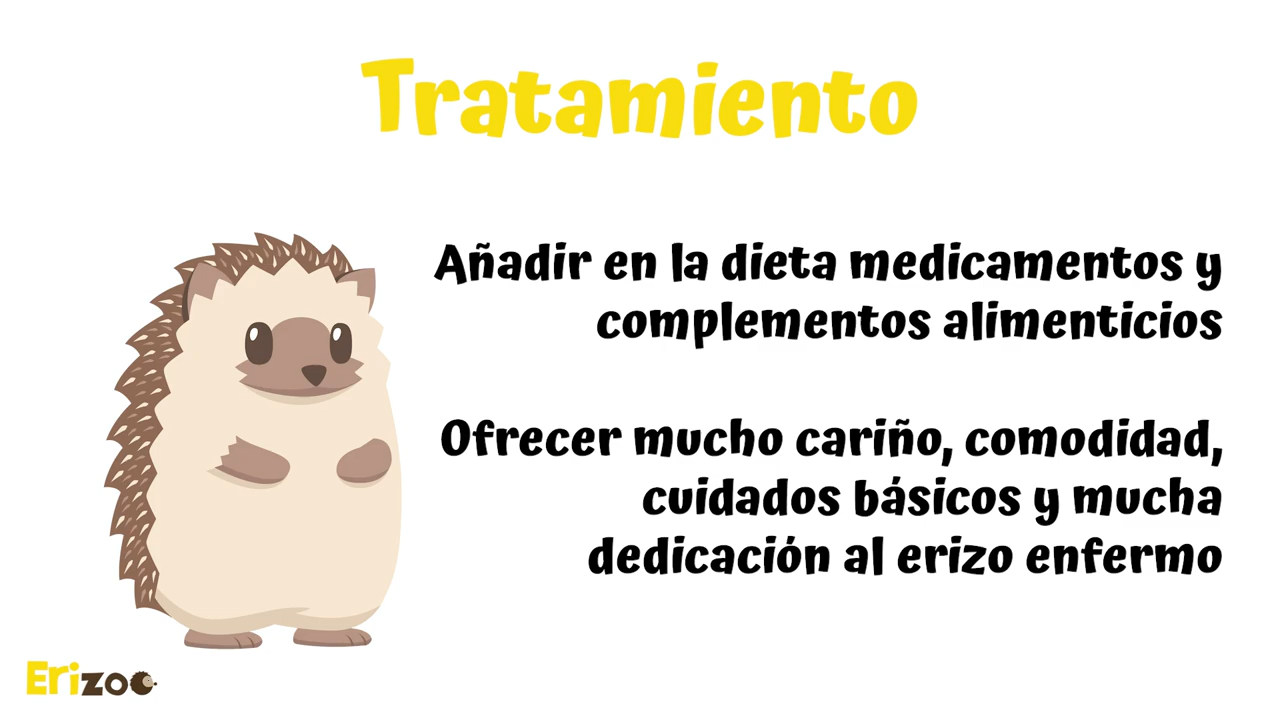 Tratamiento
Añadir en la dieta medicamentos y
complementos alimenticios
Ofrecer mucho cariño, comodidad,
cuidados básicos y mucha
dedicación al erizo enfermo
Erizoo